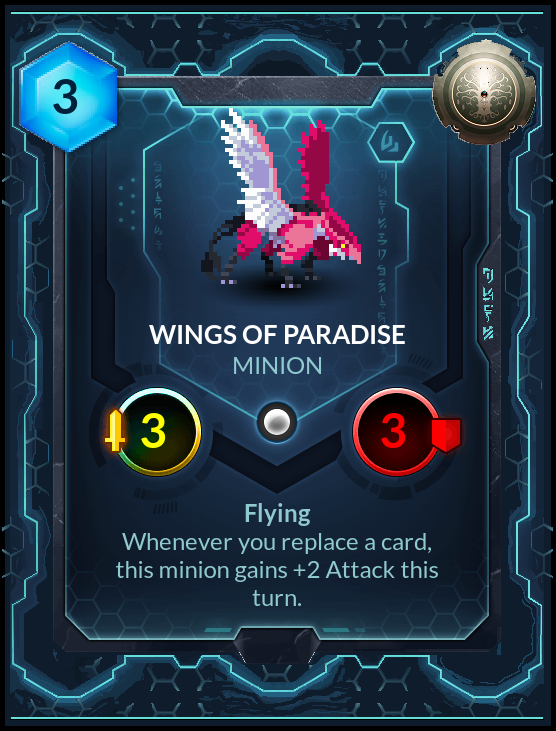 3
WINGS OF PARADISE
MINION
3
3
Flying
Whenever you replace a card,
this minion gains +2 Attack this
turn.